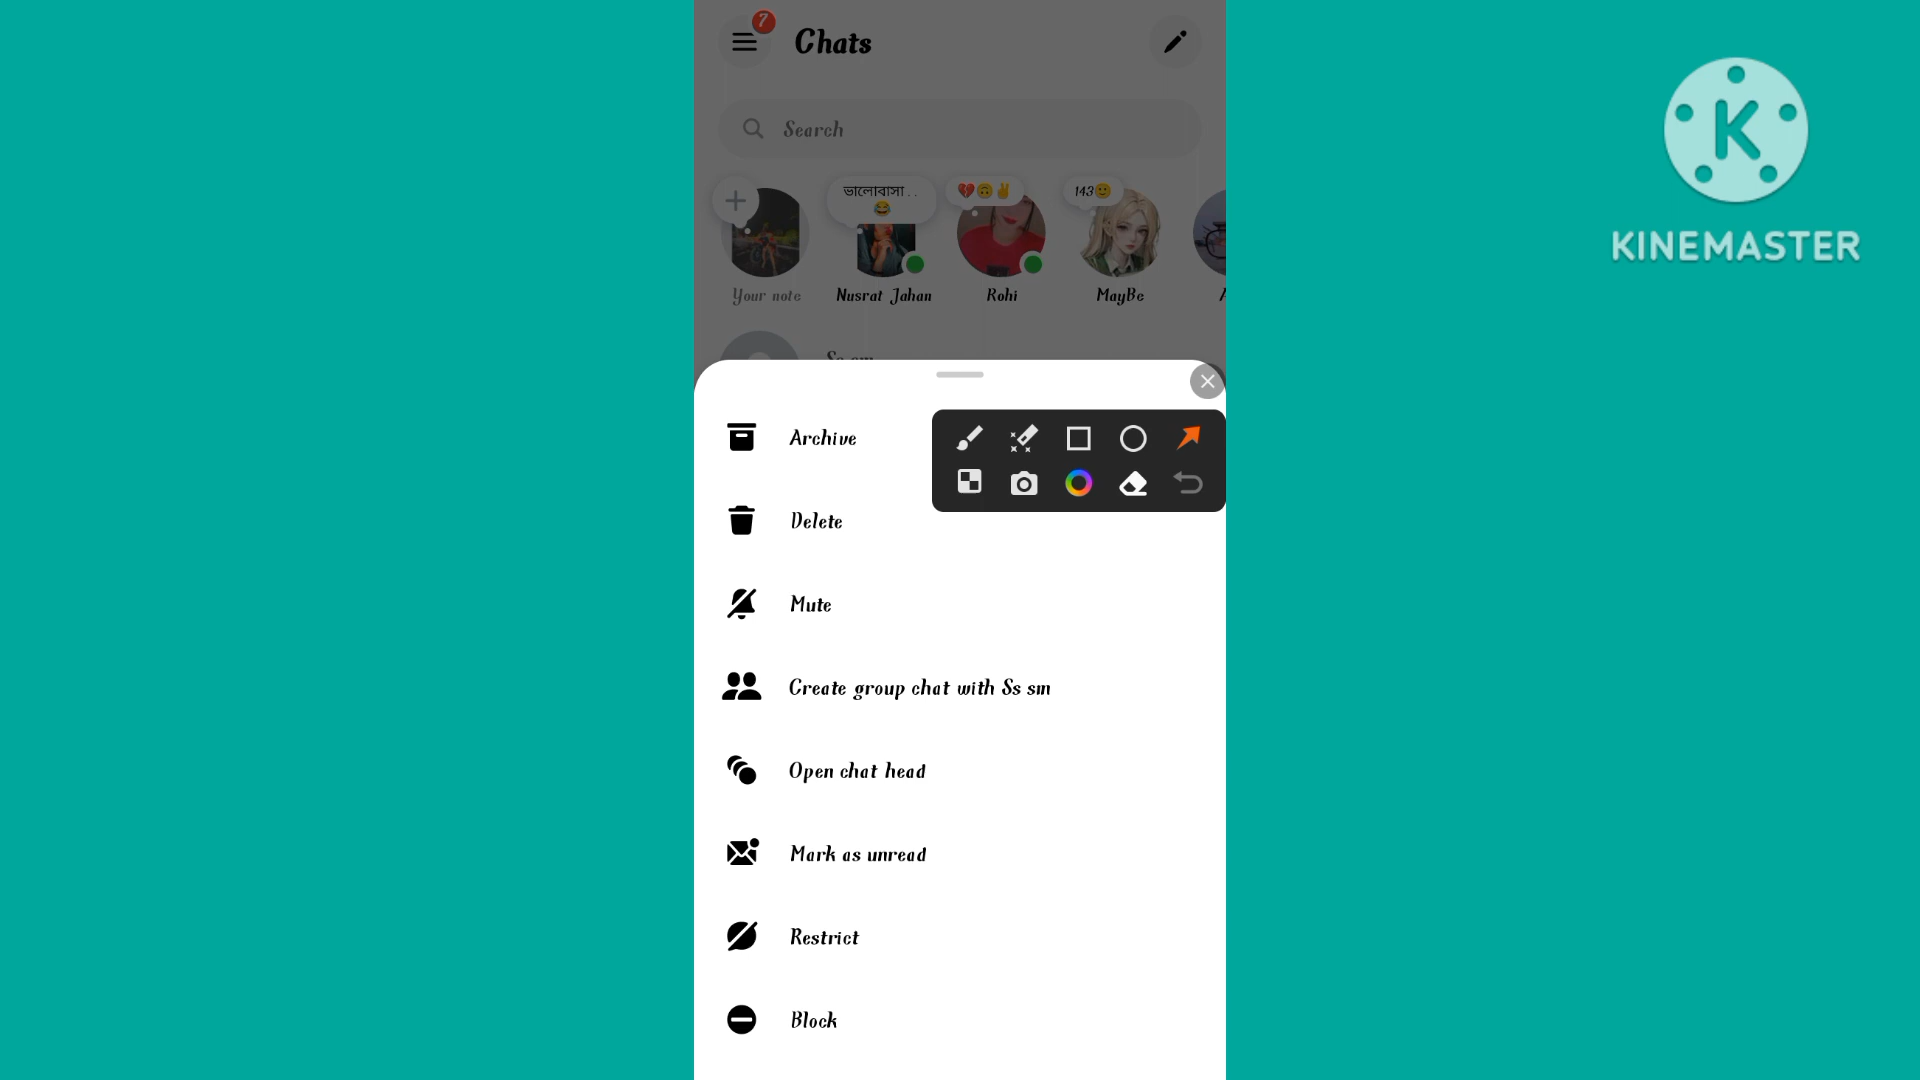 7
Chats
Search
ভালোবাসা . .
😂
💔🙃✌️
143🙂
Your note
Nusrat Jahan
Rohi
MayBe
K
KINEMASTER
Archive
Delete
Mute
Create group chat with Ss sm
Open chat head
Mark as unread
Restrict
Block